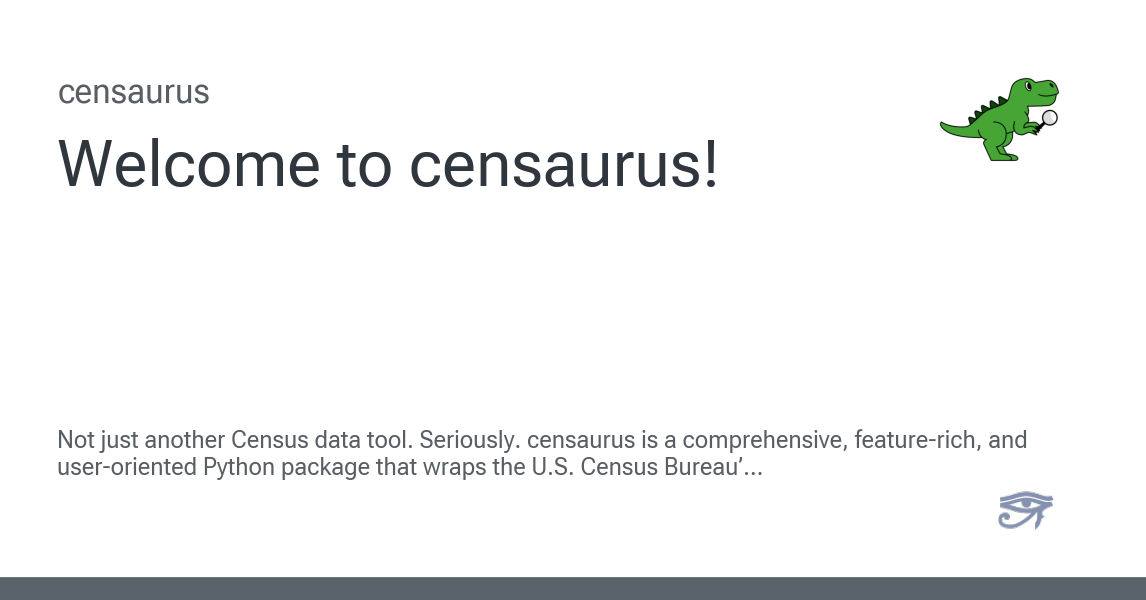 censaurus
Welcome to censaurus!
Not just another Census data tool. Seriously. censaurus is a comprehensive, feature-rich, and
user-oriented Python package that wraps the U.S. Census Bureau’...